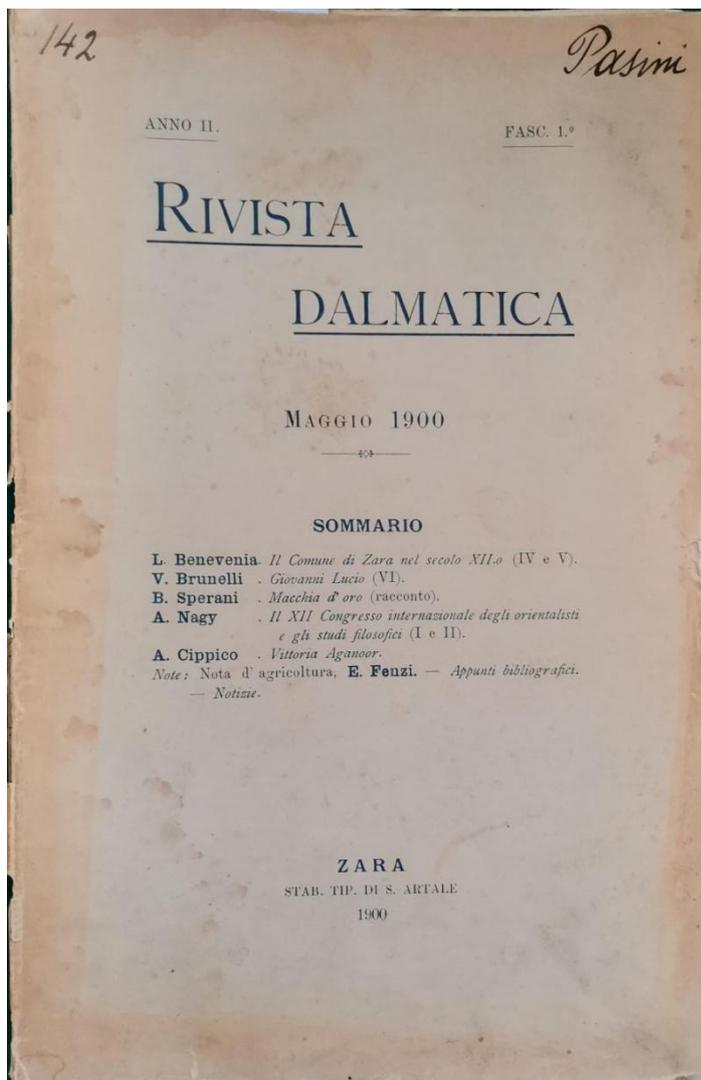 142
Pasini
ANNO II.
FASC. 1.º
RIVISTA
DALMATICA
MAGGIO 1900
SOMMARIO
L. Benevenia. Il Comune di Zara nel secolo XII.o (IV e V).
V. Brunelli . Giovanni Lucio (VI).
B. Sperani . Macchia d' oro (racconto).
A. Nagy . Il XII Congresso internazionale degli orientalisti
e gli studi filosofici (I e II).
A. Cippico . Vittoria Aganoor.
Note: Nota d' agricoltura, E. Fenzi. — Appunti bibliografici.
— Notizie.
ZARA
STAB. TIP. DI S. ARTALE
1900